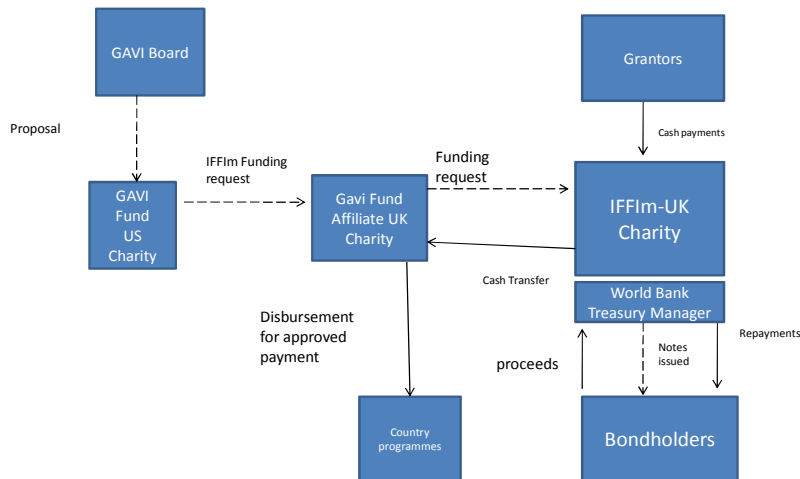 GAVI Board
Grantors
Proposal
Cash payments
IFFIm Funding
request
Funding
request
GAVI
Fund
US
Charity
Gavi Fund
Affiliate UK
Charity
IFFIm-UK
Charity
Cash Transfer
World Bank
Treasury Manager
Disbursement
for approved
payment
proceeds
Notes
issued
Repayments
Country
programmes
Bondholders